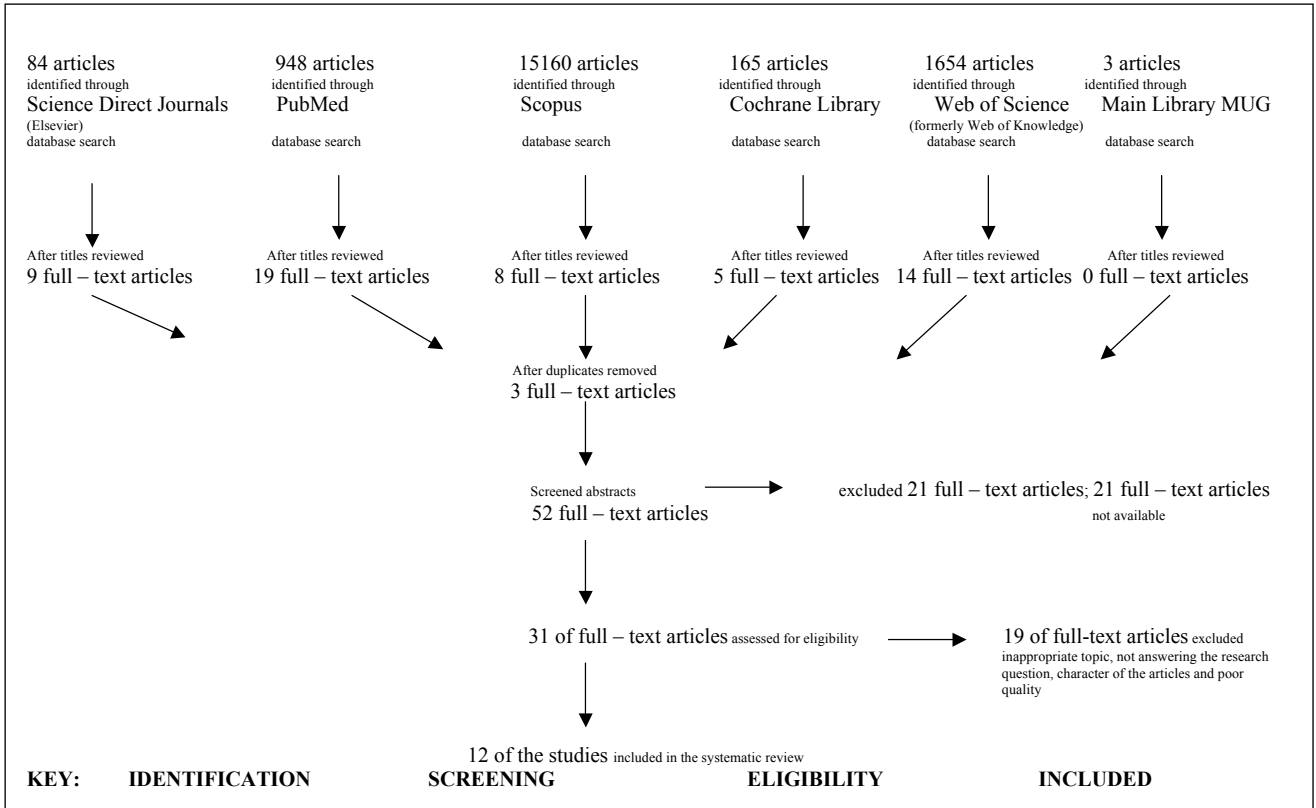 84 articles
identified through
Science Direct Journals
(Elsevier)
database search
948 articles
identified through
PubMed
database search
15160 articles
identified through
Scopus
database search
165 articles
identified through
Cochrane Library
database search
1654 articles
identified through
Web of Science
(formerly Web of Knowledge)
database search
3 articles
identified through
Main Library MUG
database search
After titles reviewed
9 full – text articles
After titles reviewed
19 full – text articles
After titles reviewed
8 full – text articles
After titles reviewed
5 full – text articles
After titles reviewed
14 full – text articles
After titles reviewed
0 full – text articles
After duplicates removed
3 full – text articles
Screened abstracts
52 full – text articles
excluded 21 full – text articles; 21 full – text articles
not available
31 of full – text articles assessed for eligibility
19 of full-text articles excluded
inappropriate topic, not answering the research
question, character of the articles and poor
quality
12 of the studies included in the systematic review
KEY: IDENTIFICATION SCREENING ELIGIBILITY INCLUDED